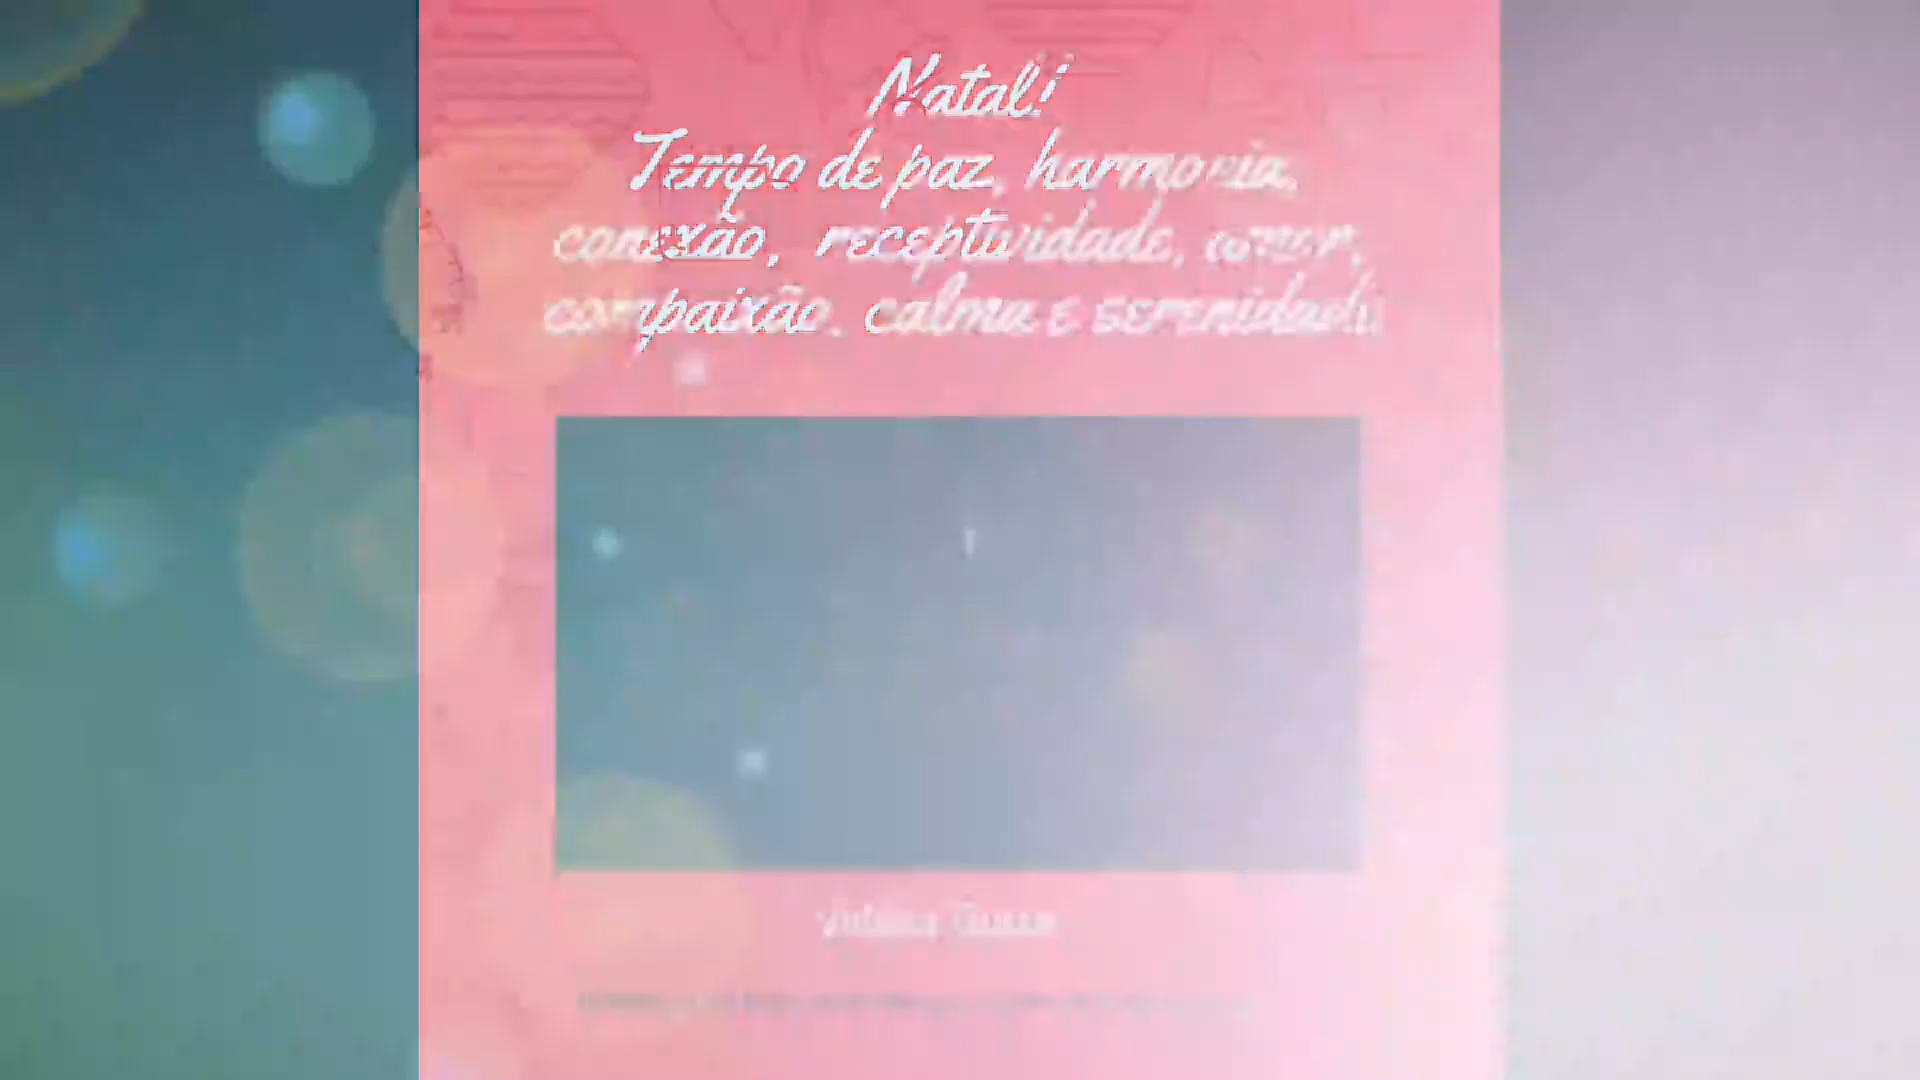 Natal!
Tempo de paz, harmonia,
conexão, receptividade, amor,
compaixão, calma e serenidade.